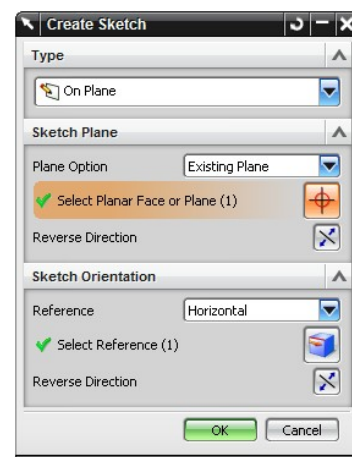 Create Sketch
Type
On Plane
Sketch Plane
Plane Option Existing Plane
Select Planar Face or Plane (1)
Reverse Direction
Sketch Orientation
Reference Horizontal
Select Reference (1)
Reverse Direction
OK Cancel